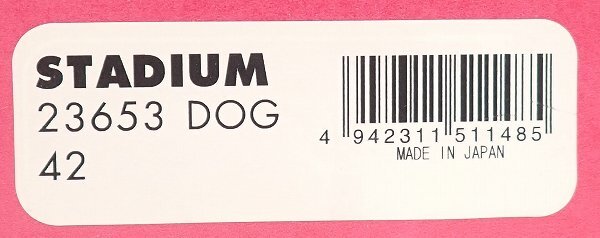 STADIUM
23653 DOG
42
4 942311 511485
MADE IN JAPAN